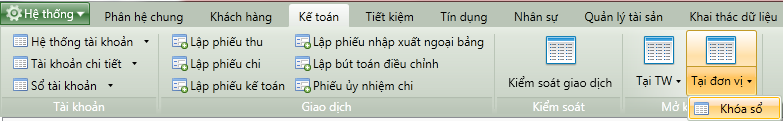 Hệ thống
Phân hệ chung
Khách hàng
Kế toán
Tiết kiệm
Tín dụng
Nhân sự
Quản lý tài sản
Khai thác dữ liệu
Hệ thống tài khoản
Tài khoản chi tiết
Sổ tài khoản
Tài khoản
Lập phiếu thu
Lập phiếu chi
Lập phiếu kế toán
Lập phiếu nhập xuất ngoại bảng
Lập bút toán điều chỉnh
Phiếu ủy nhiệm chi
Giao dịch
Kiểm soát giao dịch
Kiểm soát
Tại TW
Tại đơn vị
Mở k
Khóa sổ